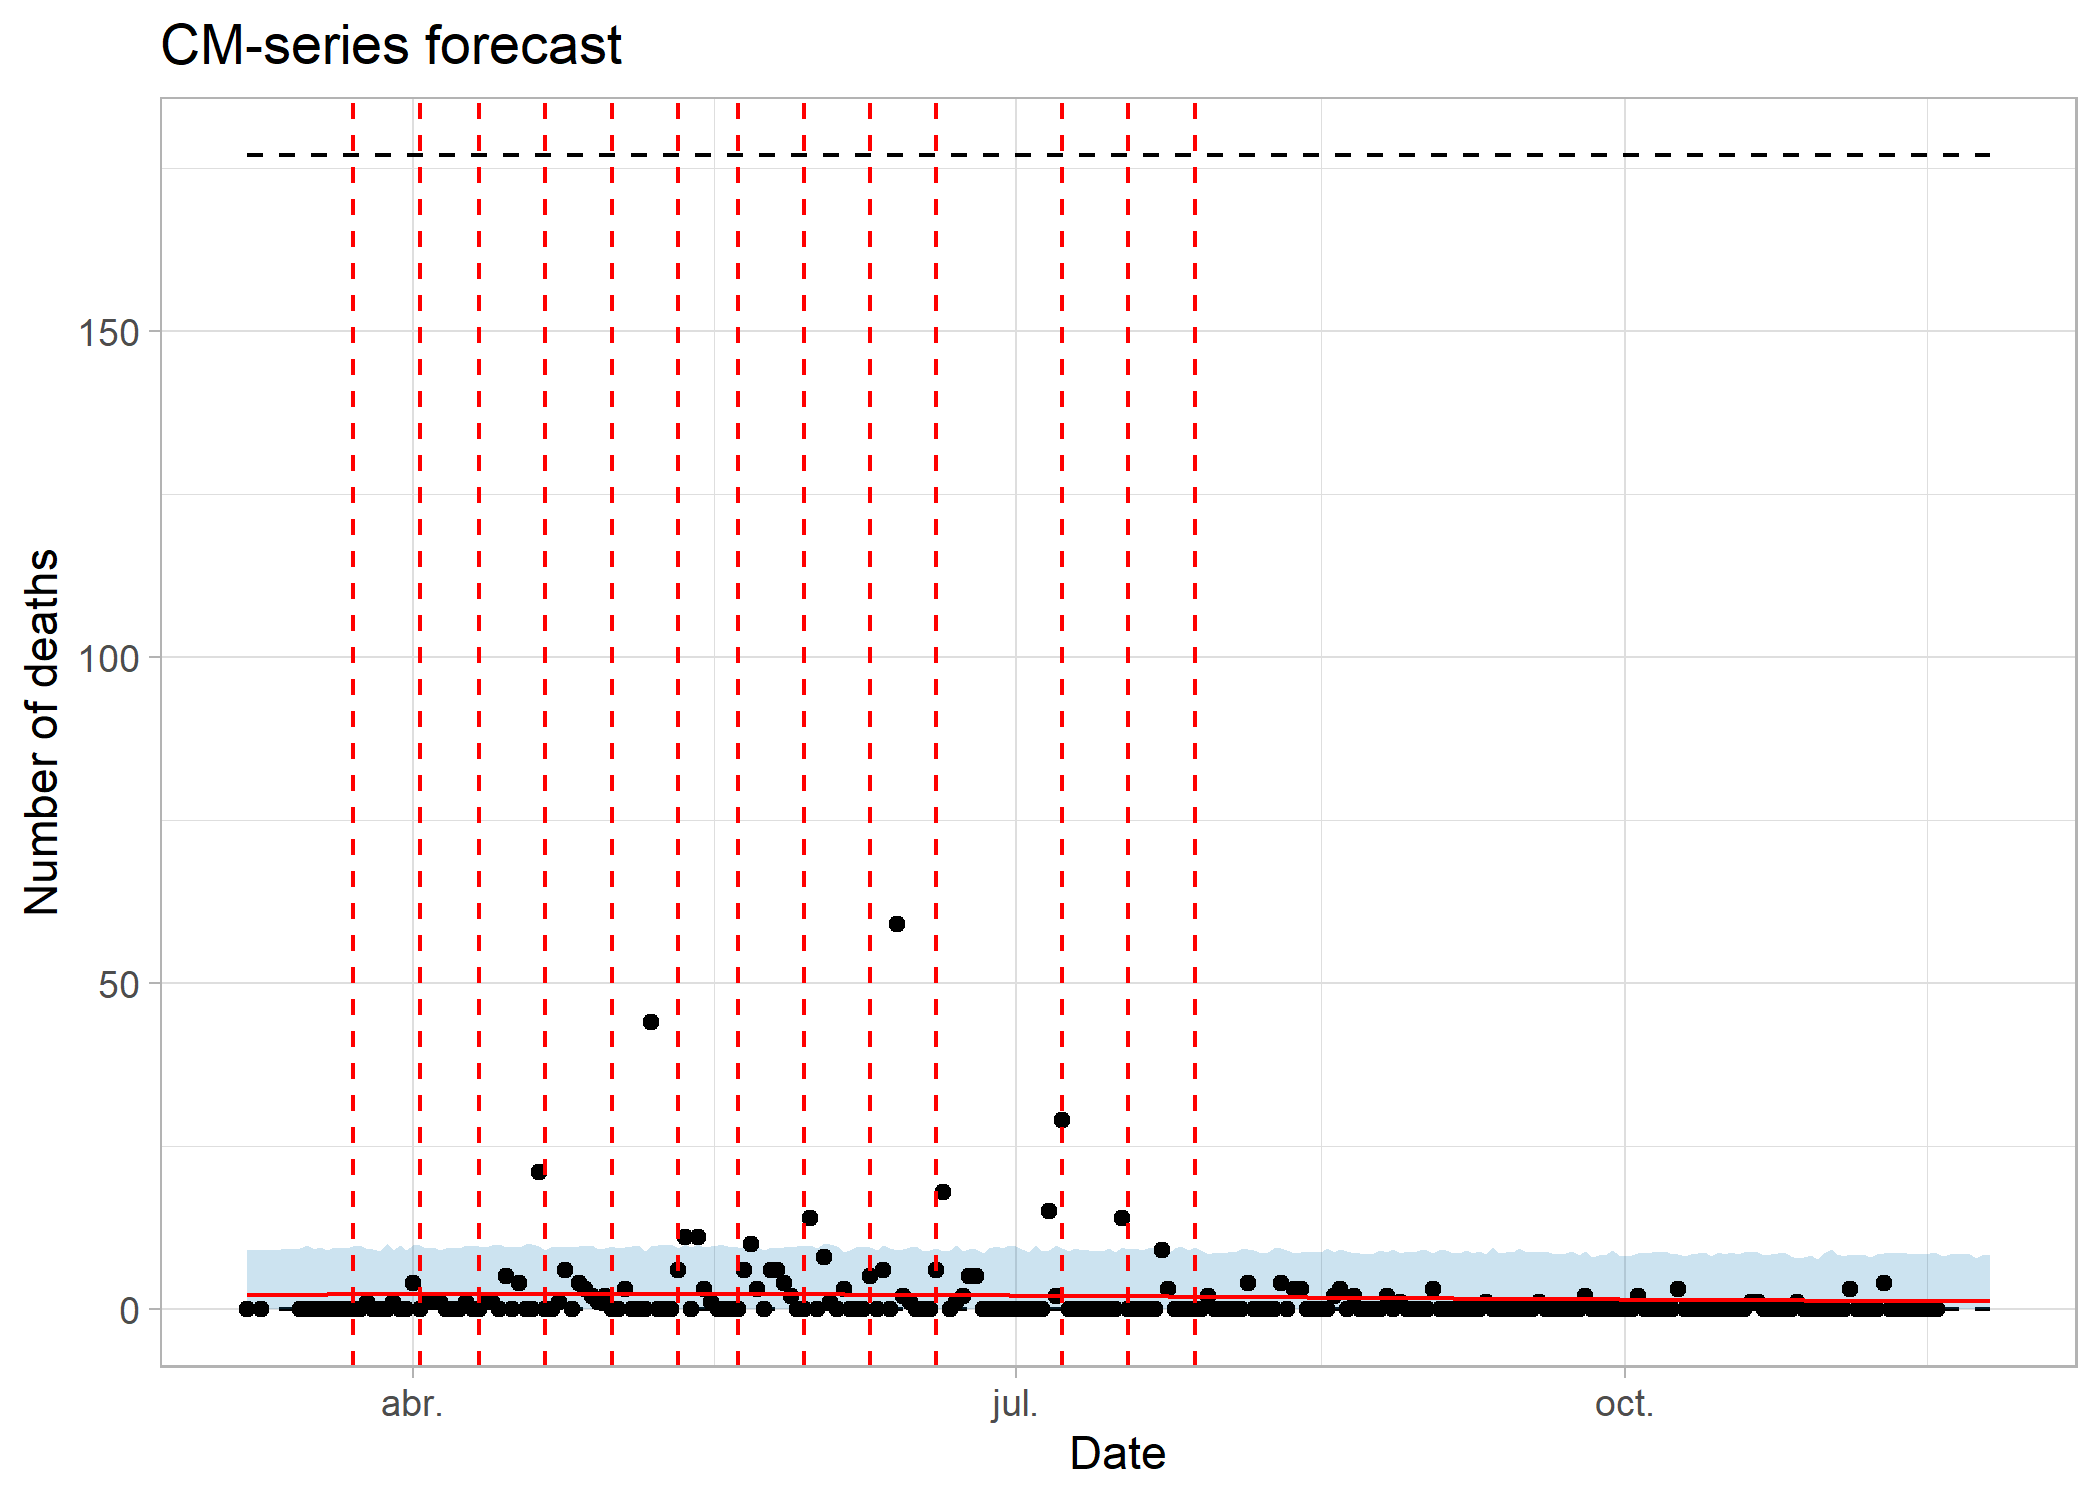 CM-series forecast
Number of deaths
150
100
50
0
abr.
jul.
oct.
Date